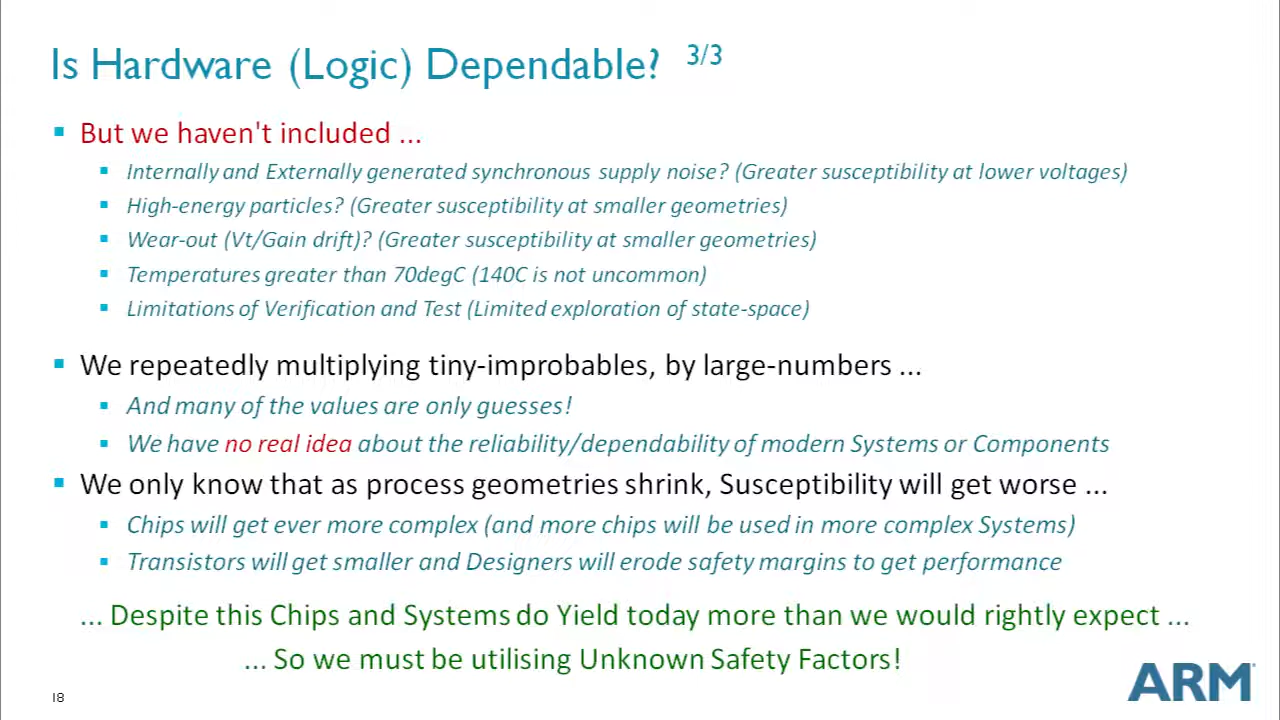 Is Hardware (Logic) Dependable? 3/3
But we haven't included ...
Internally and Externally generated synchronous supply noise? (Greater susceptibility at lower voltages)
High-energy particles? (Greater susceptibility at smaller geometries)
Wear-out (Vt/Gain drift)? (Greater susceptibility at smaller geometries)
Temperatures greater than 70degC (140C is not uncommon)
Limitations of Verification and Test (Limited exploration of state-space)
We repeatedly multiplying tiny-improbables, by large-numbers ...
And many of the values are only guesses!
We have no real idea about the reliability/dependability of modern Systems or Components
We only know that as process geometries shrink, Susceptibility will get worse ...
Chips will get ever more complex (and more chips will be used in more complex Systems)
Transistors will get smaller and Designers will erode safety margins to get performance
... Despite this Chips and Systems do Yield today more than we would rightly expect ...
... So we must be utilising Unknown Safety Factors!
18
ARM